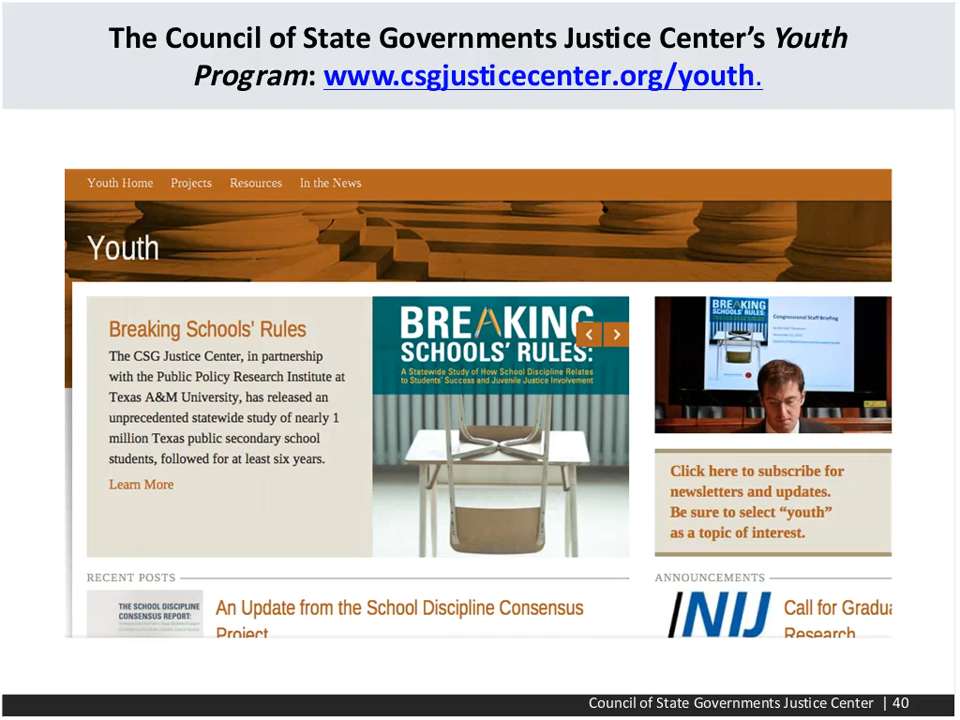 The Council of State Governments Justice Center’s Youth
Program: www.csgjusticecenter.org/youth.
Youth Home Projects Resources In the News
Youth
Breaking Schools’ Rules
The CSG Justice Center, in partnership
with the Public Policy Research Institute at
Texas A&M University, has released an
unprecedented statewide study of nearly 1
million Texas public secondary school
students, followed for at least six years.
Learn More
BREAKING
SCHOOLS’ RULES:
A Statewide Study of How School Discipline Relates
to Students’ Success and Juvenile Justice Involvement
BREAKING
SCHOOLS’ RULES:
Congressional Staff Briefing
Click here to subscribe for
newsletters and updates.
Be sure to select “youth”
as a topic of interest.
RECENT POSTS
THE SCHOOL DISCIPLINE
CONSENSUS REPORT:
An Update from the School Discipline Consensus
Project
ANNOUNCEMENTS
NIJ
Call for Gradua
Research
Council of State Governments Justice Center | 40